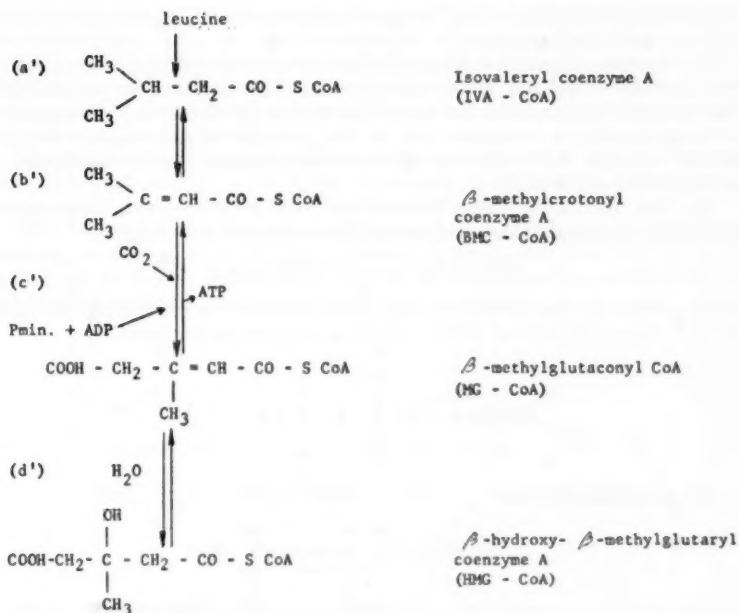 leucine
(a')
CH3
CH - CH2 - CO - S CoA
CH3
Isovaleryl coenzyme A
(IVA - CoA)
(b')
CH3
C = CH - CO - S CoA
CH3
β-methylcrotonyl
coenzyme A
(BMC - CoA)
CO2
(c')
ATP
Pmin. + ADP
COOH - CH2 - C = CH - CO - S CoA
CH3
β-methylglutaconyl CoA
(MG - CoA)
(d')
H2O
OH
COOH-CH2- C - CH2 - CO - S CoA
CH3
β-hydroxy- β-methylglutaryl
coenzyme A
(HMG - CoA)